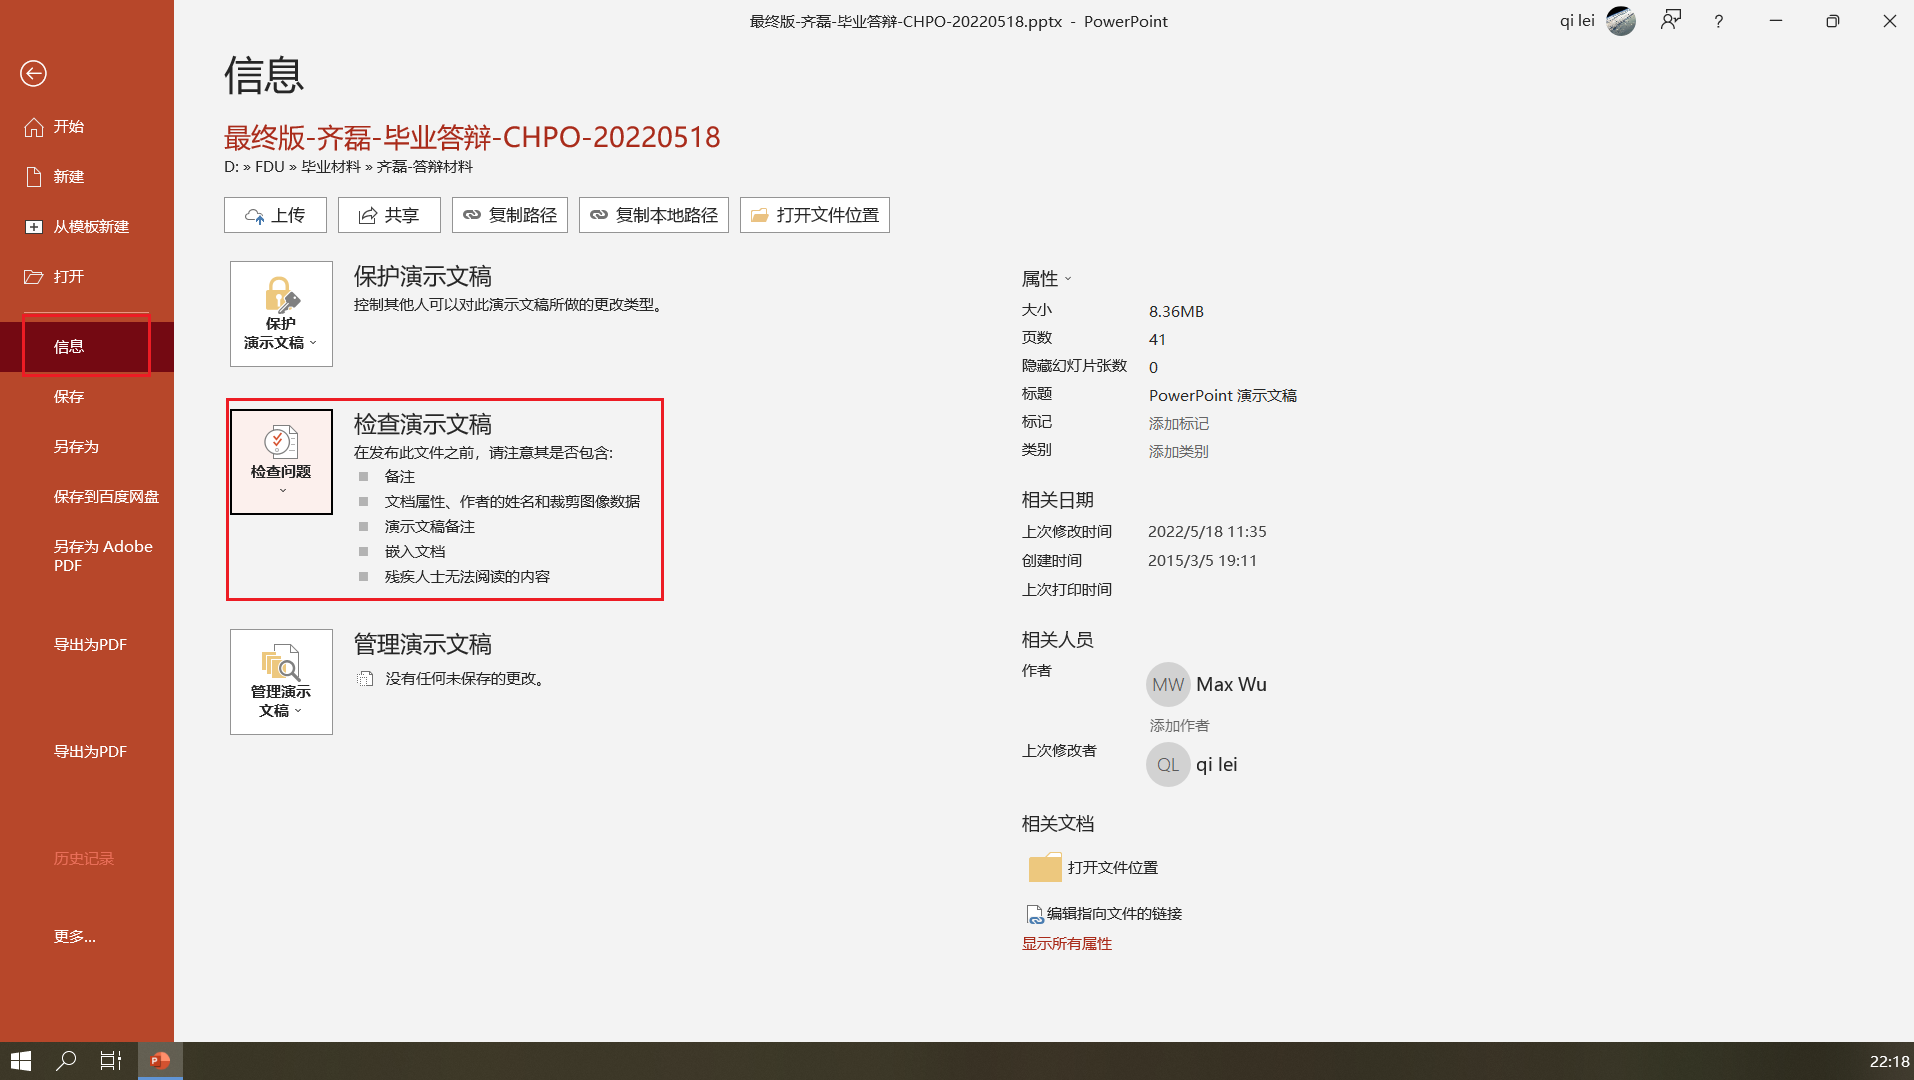 最终版-齐磊-毕业答辩-CHPO-20220518.pptx - PowerPoint
qi lei
?
信息
最终版-齐磊-毕业答辩-CHPO-20220518
D: » FDU » 毕业材料 » 齐磊-答辩材料
上传
共享
复制路径
复制本地路径
打开文件位置
开始
新建
从模板新建
打开
信息
保存
另存为
保存到百度网盘
另存为 Adobe
PDF
导出为PDF
导出为PDF
历史记录
更多...
保护
演示文稿
保护演示文稿
控制其他人可以对此演示文稿所做的更改类型。
检查问题
检查演示文稿
在发布此文件之前，请注意其是否包含:
备注
文档属性、作者的姓名和裁剪图像数据
演示文稿备注
嵌入文档
残疾人士无法阅读的内容
管理演示
文稿
管理演示文稿
没有任何未保存的更改。
属性
大小 8.36MB
页数 41
隐藏幻灯片张数 0
标题 PowerPoint 演示文稿
标记 添加标记
类别 添加类别
相关日期
上次修改时间 2022/5/18 11:35
创建时间 2015/3/5 19:11
上次打印时间
相关人员
作者
MW Max Wu
添加作者
上次修改者
QL qi lei
相关文档
打开文件位置
编辑指向文件的链接
显示所有属性
P
22:18